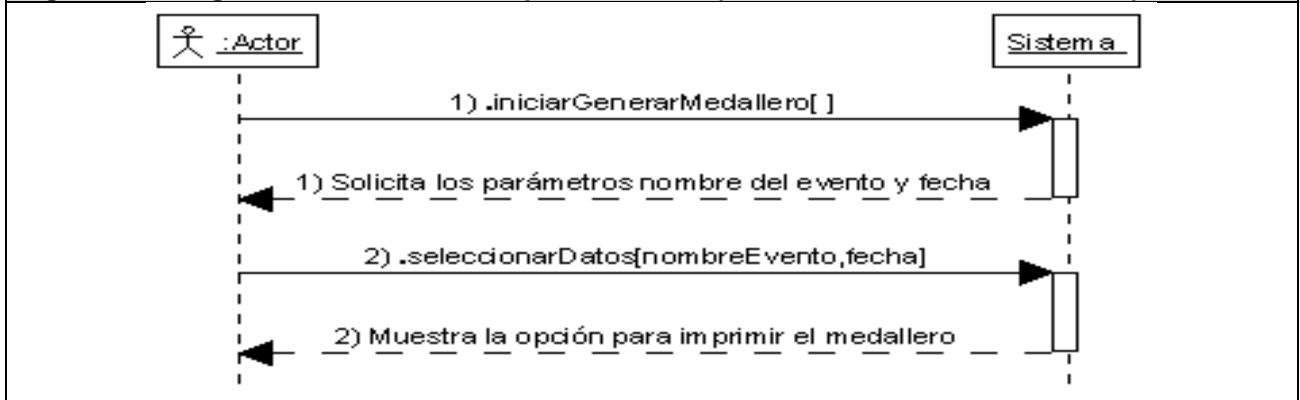 :Actor
Sistema
1) .iniciarGenerarMedallero[ ]
1) Solicita los parámetros nombre del evento y fecha
2) .seleccionarDatos[nombreEvento,fecha]
2) Muestra la opción para imprimir el medallero